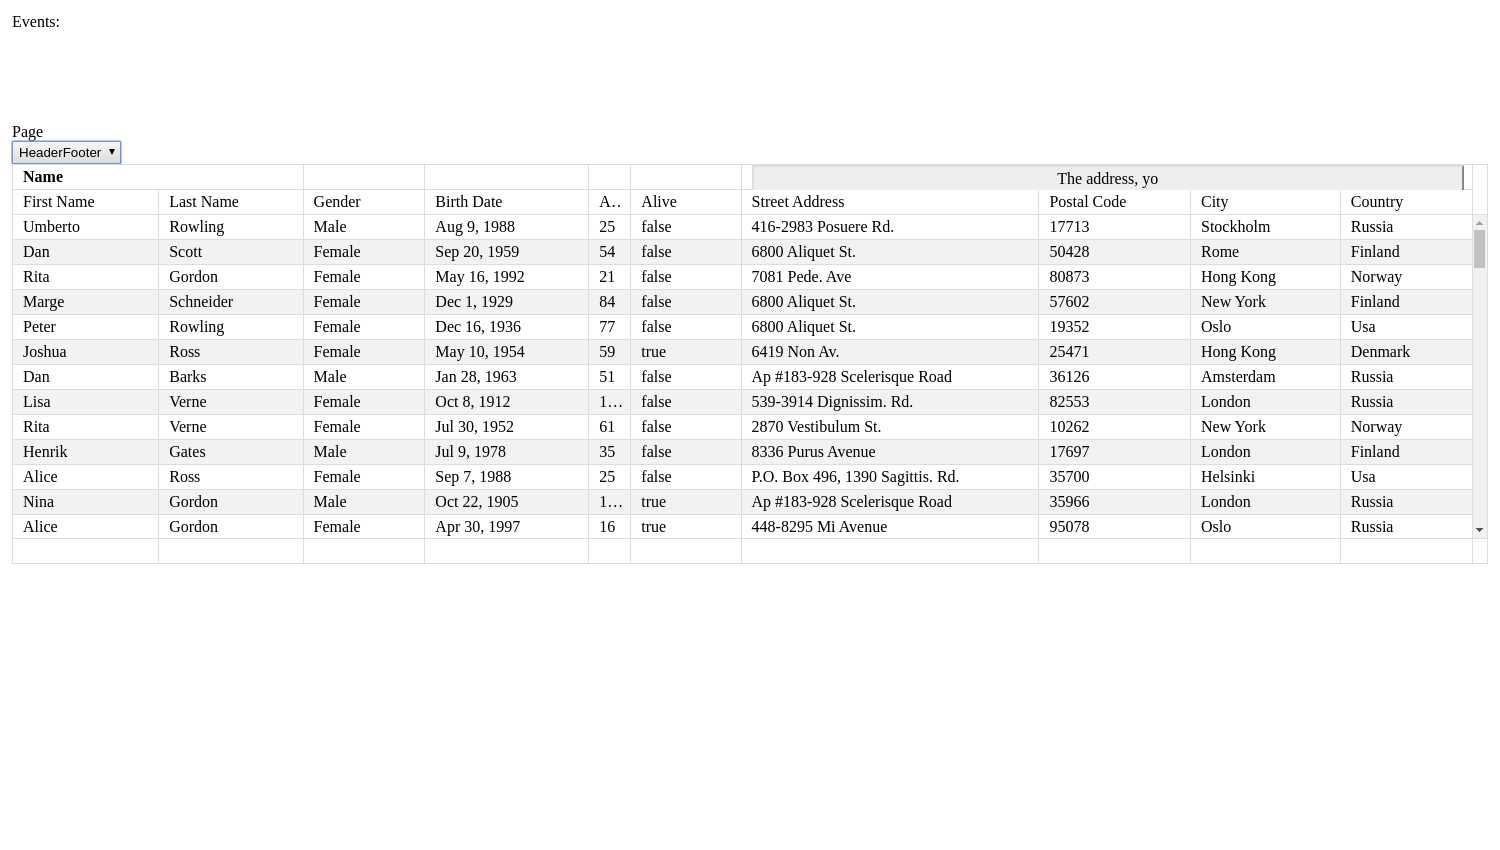 Events:
Page
HeaderFooter
Name The address, yo
First Name Last Name Gender Birth Date A.. Alive Street Address Postal Code City Country
Umberto Rowling Male Aug 9, 1988 25 false 416-2983 Posuere Rd. 17713 Stockholm Russia
Dan Scott Female Sep 20, 1959 54 false 6800 Aliquet St. 50428 Rome Finland
Rita Gordon Female May 16, 1992 21 false 7081 Pede. Ave 80873 Hong Kong Norway
Marge Schneider Female Dec 1, 1929 84 false 6800 Aliquet St. 57602 New York Finland
Peter Rowling Female Dec 16, 1936 77 false 6800 Aliquet St. 19352 Oslo Usa
Joshua Ross Female May 10, 1954 59 true 6419 Non Av. 25471 Hong Kong Denmark
Dan Barks Male Jan 28, 1963 51 false Ap #183-928 Scelerisque Road 36126 Amsterdam Russia
Lisa Verne Female Oct 8, 1912 1... false 539-3914 Dignissim. Rd. 82553 London Russia
Rita Verne Female Jul 30, 1952 61 false 2870 Vestibulum St. 10262 New York Norway
Henrik Gates Male Jul 9, 1978 35 false 8336 Purus Avenue 17697 London Finland
Alice Ross Female Sep 7, 1988 25 false P.O. Box 496, 1390 Sagittis. Rd. 35700 Helsinki Usa
Nina Gordon Male Oct 22, 1905 1... true Ap #183-928 Scelerisque Road 35966 London Russia
Alice Gordon Female Apr 30, 1997 16 true 448-8295 Mi Avenue 95078 Oslo Russia